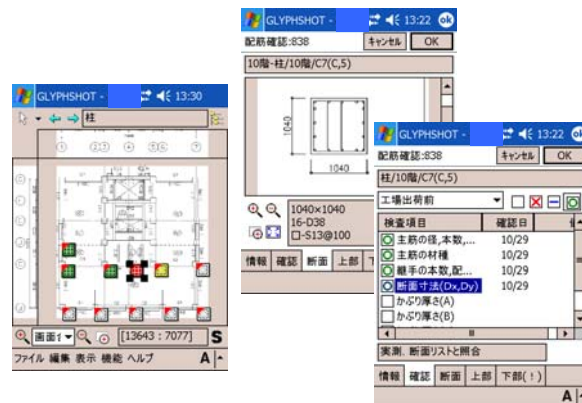 GLYPHSHOT - 13:30
柱
画面1
[13643 : 7077]
S
ファイル 編集 表示 機能 ヘルプ
A
GLYPHSHOT - 13:22 ok
配筋確認:838 キャンセル OK
10階-柱/10階/C7(C,5)
1040
1040
1040×1040
16-D38
ロ-S13@100
情報 確認 断面 上部
GLYPHSHOT - 13:22 ok
配筋確認:838 キャンセル OK
柱/10階/C7(C,5)
工場出荷前
検査項目 確認日
主筋の径,本数,... 10/29
主筋の材種 10/29
継手の本数,配... 10/29
断面寸法(Dx,Dy) 10/29
かぶり厚さ(A)
かぶり厚さ(B)
実測、断面リストと照合
情報 確認 断面 上部 下部(!)
A